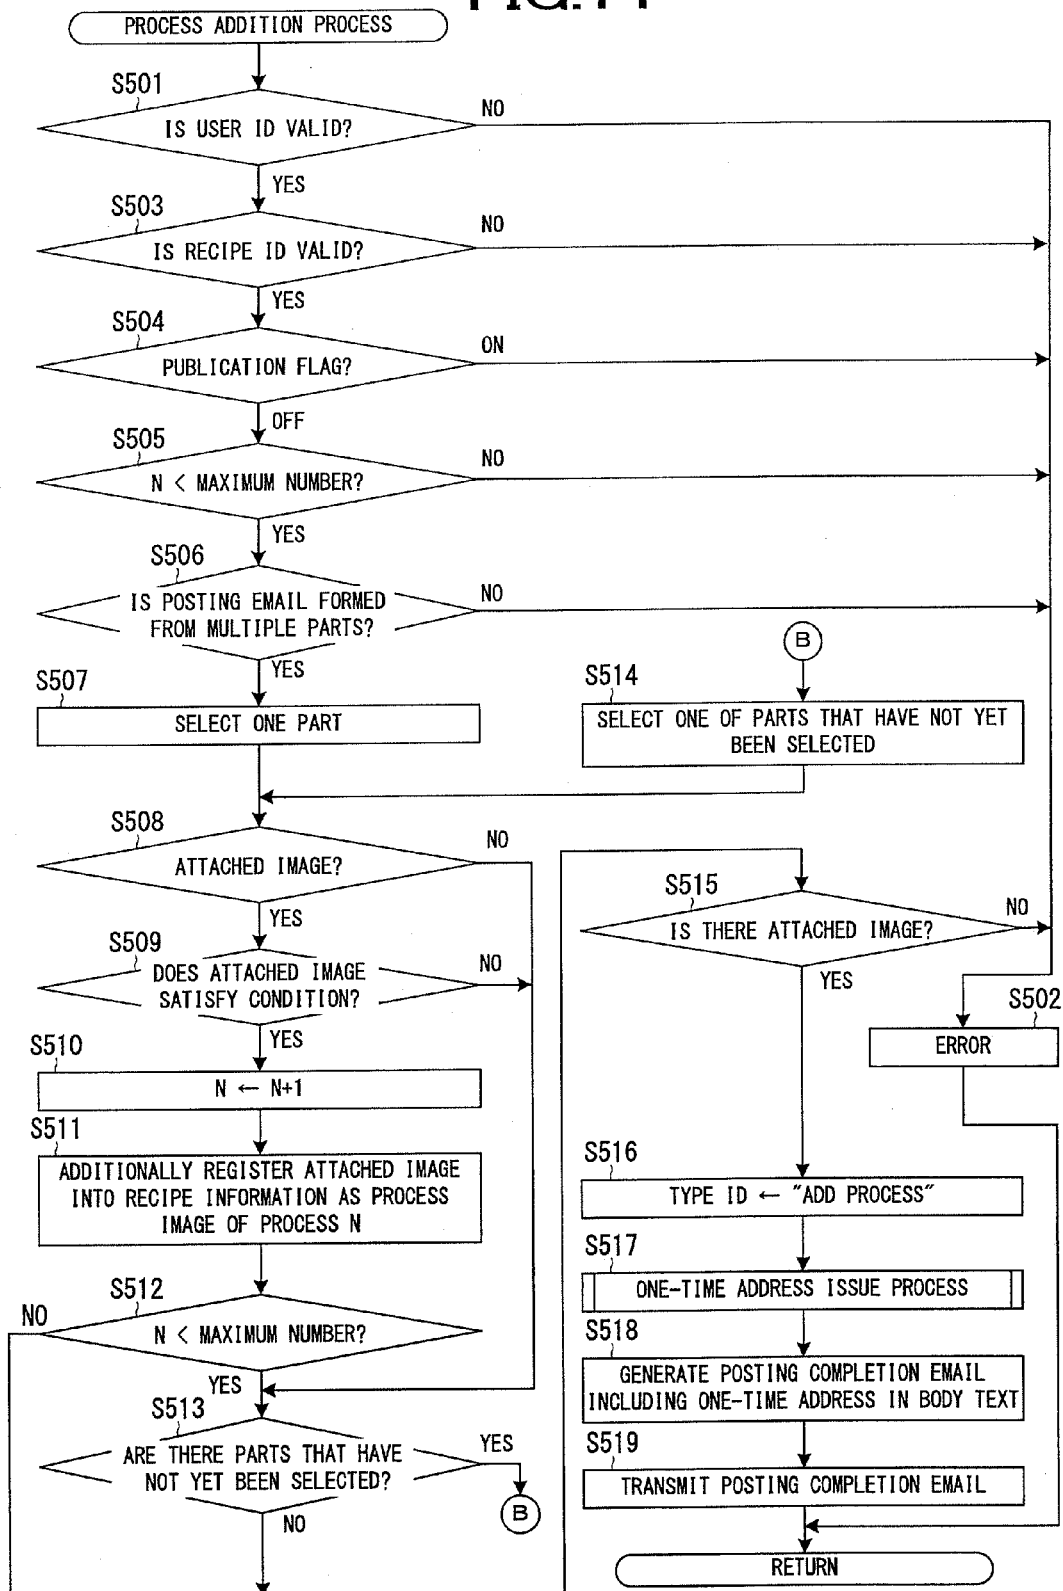 PROCESS ADDITION PROCESS
S501
IS USER ID VALID?
NO
YES
S503
IS RECIPE ID VALID?
NO
YES
S504
PUBLICATION FLAG?
ON
OFF
S505
N < MAXIMUM NUMBER?
NO
YES
S506
IS POSTING EMAIL FORMED
FROM MULTIPLE PARTS?
NO
YES
S507
SELECT ONE PART
S508
ATTACHED IMAGE?
NO
YES
S509
DOES ATTACHED IMAGE
SATISFY CONDITION?
NO
YES
S510
N ← N+1
S511
ADDITIONALLY REGISTER ATTACHED IMAGE
INTO RECIPE INFORMATION AS PROCESS
IMAGE OF PROCESS N
S512
N < MAXIMUM NUMBER?
NO
YES
S513
ARE THERE PARTS THAT HAVE
NOT YET BEEN SELECTED?
YES
B
NO
B
S514
SELECT ONE OF PARTS THAT HAVE NOT YET
BEEN SELECTED
S515
IS THERE ATTACHED IMAGE?
NO
YES
S502
ERROR
S516
TYPE ID ← "ADD PROCESS"
S517
ONE-TIME ADDRESS ISSUE PROCESS
S518
GENERATE POSTING COMPLETION EMAIL
INCLUDING ONE-TIME ADDRESS IN BODY TEXT
S519
TRANSMIT POSTING COMPLETION EMAIL
RETURN